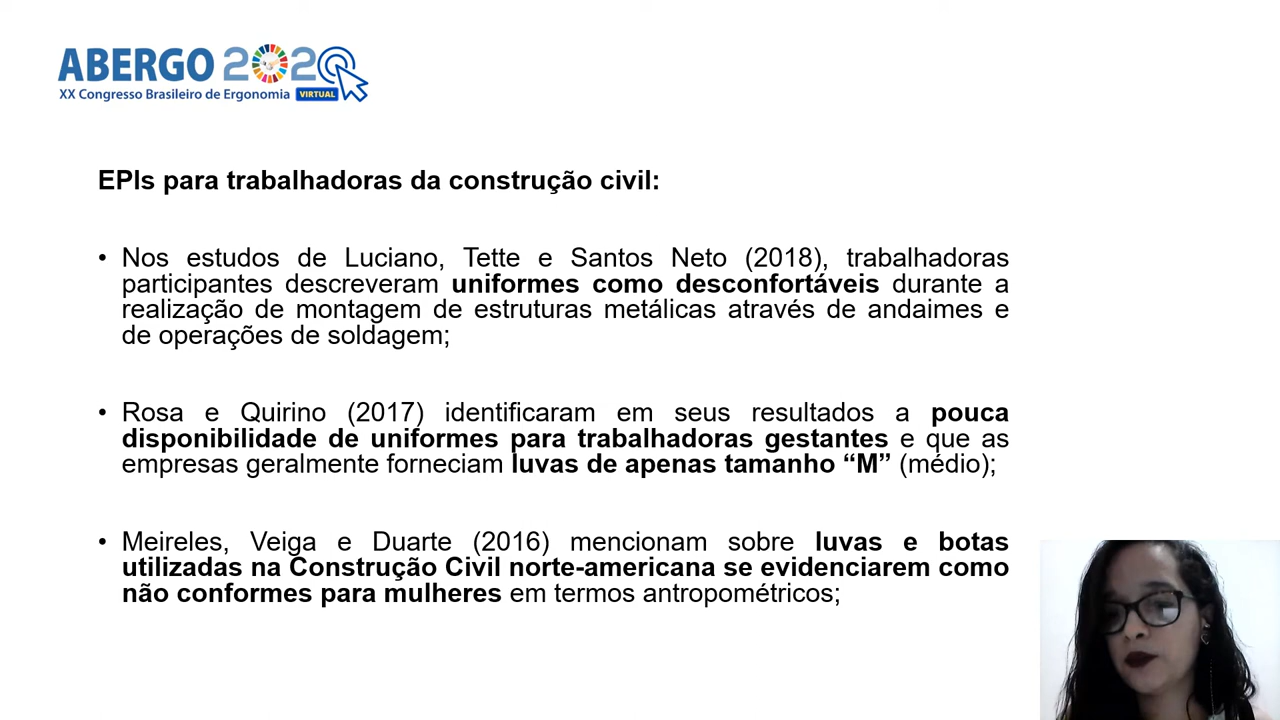 ABERGO 2020
XX Congresso Brasileiro de Ergonomia VIRTUAL
EPIs para trabalhadoras da construção civil:
• Nos estudos de Luciano, Tette e Santos Neto (2018), trabalhadoras
participantes descreveram uniformes como desconfortáveis durante a
realização de montagem de estruturas metálicas através de andaimes e
de operações de soldagem;
• Rosa e Quirino (2017) identificaram em seus resultados a pouca
disponibilidade de uniformes para trabalhadoras gestantes e que as
empresas geralmente forneciam luvas de apenas tamanho “M” (médio);
• Meireles, Veiga e Duarte (2016) mencionam sobre luvas e botas
utilizadas na Construção Civil norte-americana se evidenciarem como
não conformes para mulheres em termos antropométricos;